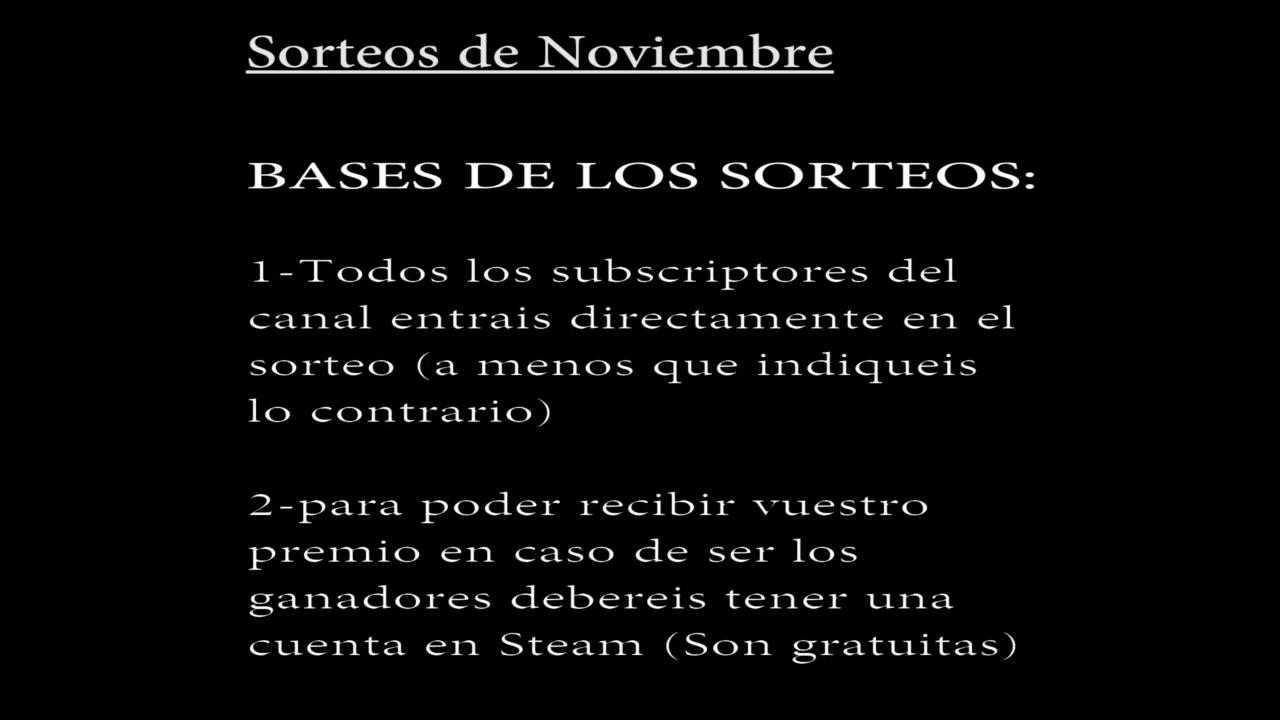 Sorteos de Noviembre
BASES DE LOS SORTEOS:
1-Todos los subscriptores del
canal entrais directamente en el
sorteo (a menos que indiqueis
lo contrario)
2-para poder recibir vuestro
premio en caso de ser los
ganadores debereis tener una
cuenta en Steam (Son gratuitas)